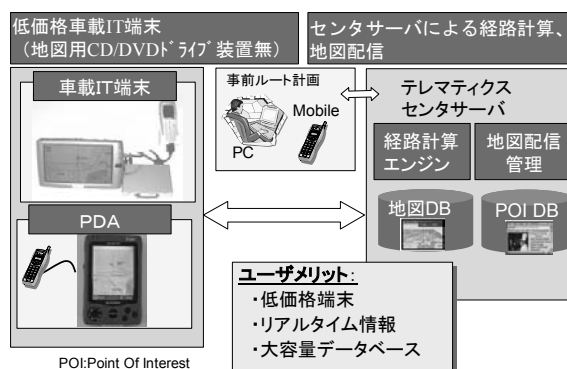 低価格車載IT端末
（地図用CD/DVDﾄﾞﾗｲﾌﾞ装置無）
センタサーバによる経路計算、
地図配信
車載IT端末
PDA
事前ルート計画
Mobile
PC
テレマティクス
センタサーバ
経路計算
エンジン
地図配信
管理
地図DB
POI DB
ユーザメリット:
・低価格端末
・リアルタイム情報
・大容量データベース
POI:Point Of Interest